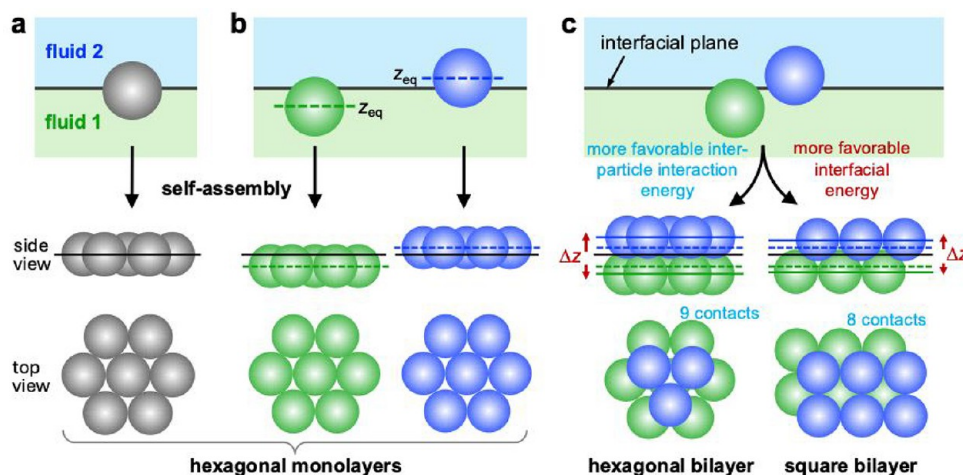 a
fluid 2
fluid 1
b
z_eq
z_eq
c
interfacial plane
more favorable inter-
particle interaction
energy
more favorable
interfacial
energy
self-assembly
side
view
Δz
Δz
9 contacts
8 contacts
top
view
hexagonal monolayers
hexagonal bilayer
square bilayer